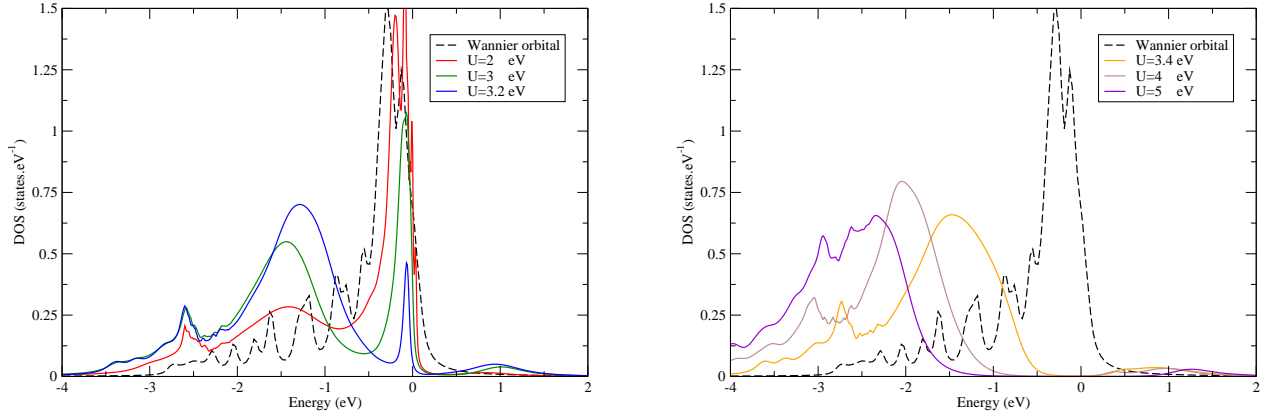 1.5
1.25
1
0.75
0.5
0.25
0
DOS (states.eV⁻¹)
Wannier orbital
U=2 eV
U=3 eV
U=3.2 eV
-4 -3 -2 -1 0 1 2
Energy (eV)
1.5
1.25
1
0.75
0.5
0.25
0
DOS (states.eV⁻¹)
Wannier orbital
U=3.4 eV
U=4 eV
U=5 eV
-4 -3 -2 -1 0 1 2
Energy (eV)